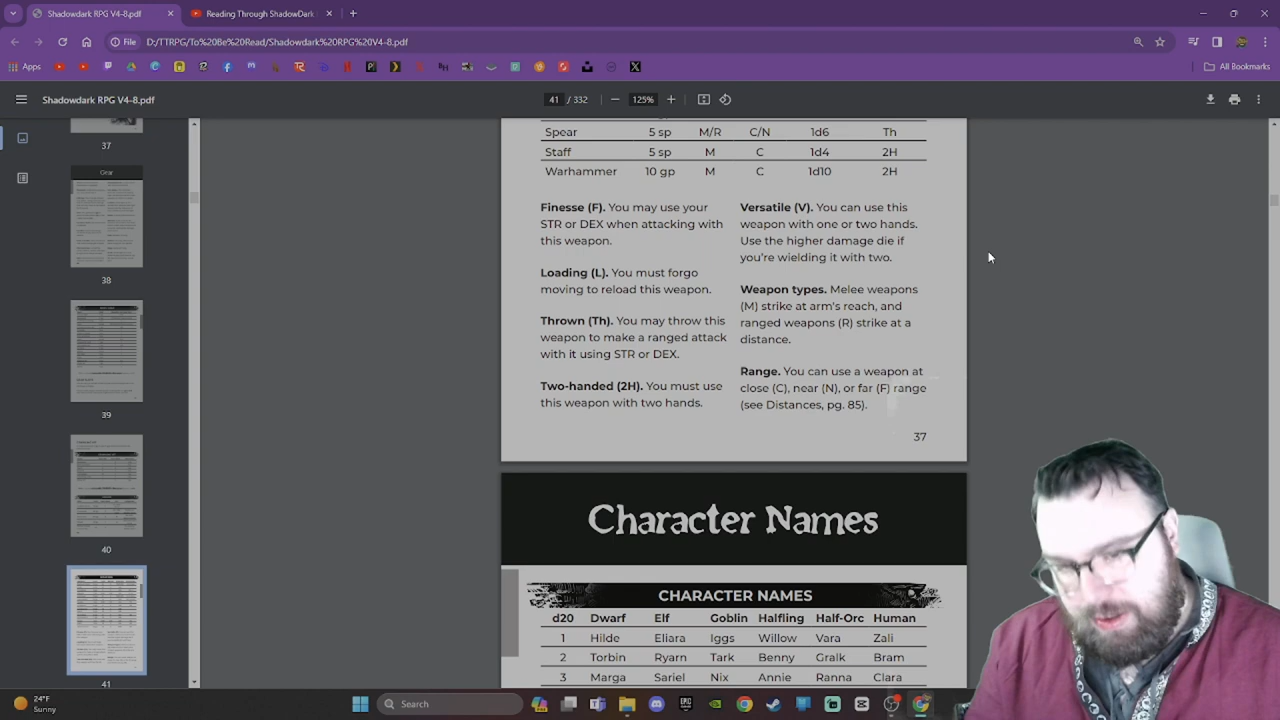 Shadowdark RPG V4-8.pdf
Reading Through ShadowDark
File
D:/TTRPG/To%20Be%20Read/Shadowdark%20RPG%20V4-8.pdf
Apps
All Bookmarks
Shadowdark RPG V4-8.pdf
41 / 332
125%
37
Gear
38
39
40
41
Spear 5 sp M/R C/N 1d6 Th
Staff 5 sp M C 1d4 2H
Warhammer 10 gp M C 1d10 2H
Finesse (F). You may use your
STR or DEX when attacking with
this weapon.
Loading (L). You must forgo
moving to reload this weapon.
Thrown (Th). You may throw this
weapon to make a ranged attack
with it using STR or DEX.
Two-handed (2H). You must use
this weapon with two hands.
Versatile (V). You can use this
weapon with one or two hands.
Use the higher damage die if
you're wielding it with two.
Weapon types. Melee weapons
(M) strike at arm's reach, and
ranged weapons (R) strike at a
distance.
Range. You can use a weapon at
close (C), near (N), or far (F) range
(see Distances, pg. 85).
37
Character Names
CHARACTER NAMES
d20 Dwarf Elf Goblin Halfling Half-Orc Human
1 Hilde Eliara Iggs Willow Vara Zali
2 Torbin Ryarn Tark Benny Gralk Bram
3 Marga Sariel Nix Annie Ranna Clara
24°F
Sunny
Search